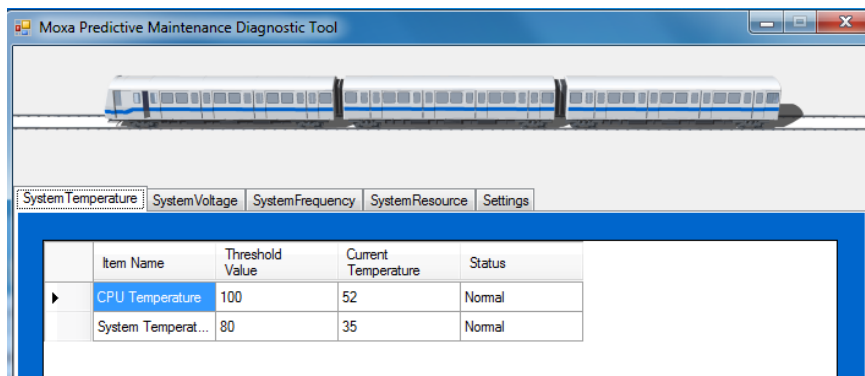 Moxa Predictive Maintenance Diagnostic Tool
SystemTemperature SystemVoltage SystemFrequency SystemResource Settings
Item Name Threshold Value Current Temperature Status
CPU Temperature 100 52 Normal
System Temperat... 80 35 Normal